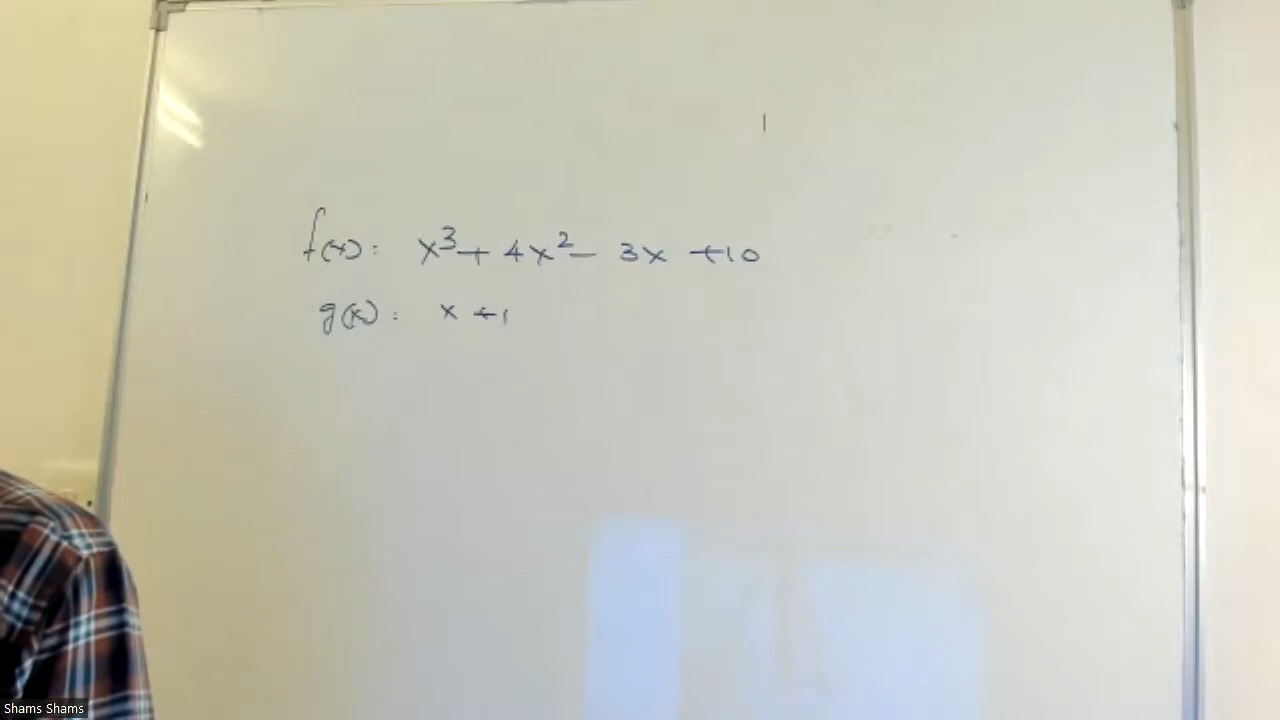 f(x): x³ + 4x² - 3x + 10
g(x): x + 1
Shams Shams